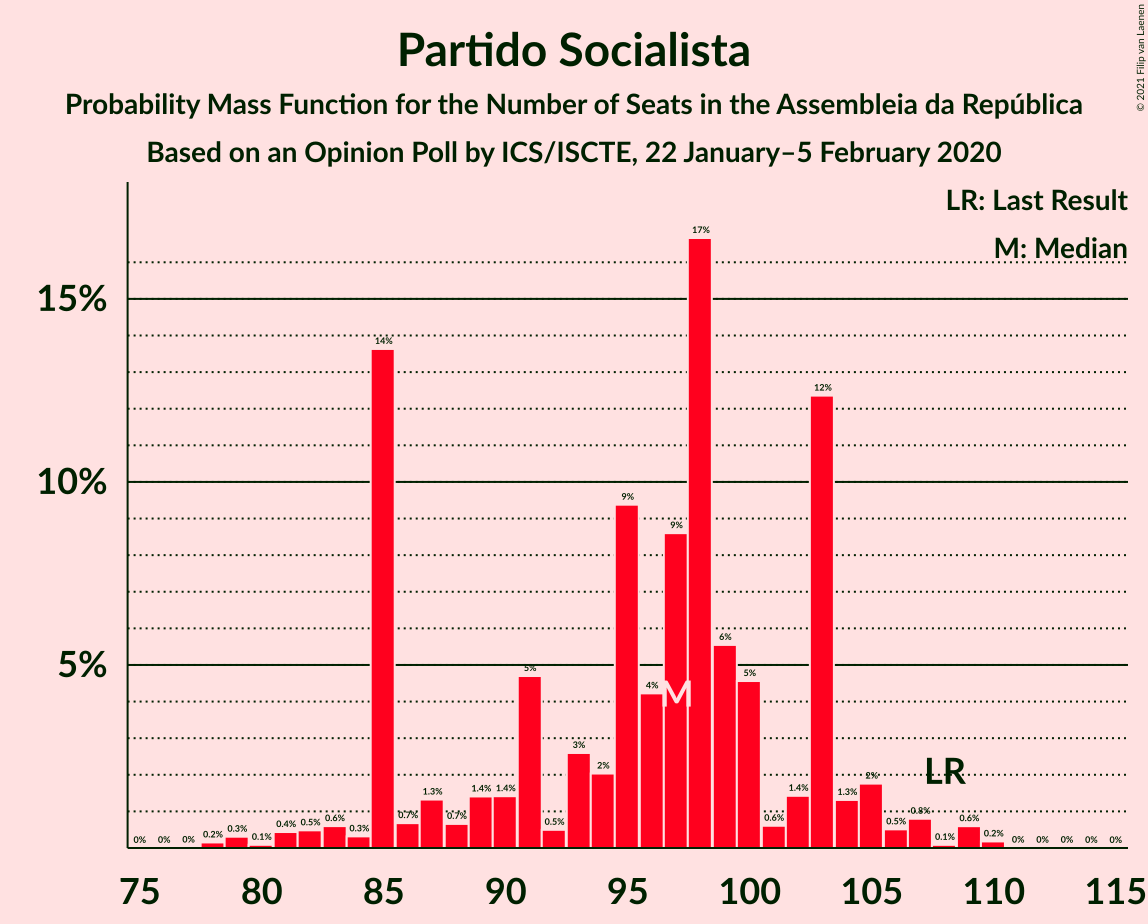 Partido Socialista
Probability Mass Function for the Number of Seats in the Assembleia da República
Based on an Opinion Poll by ICS/ISCTE, 22 January–5 February 2020
© 2021 Filip van Laenen
LR: Last Result
M: Median
15%
10%
5%
0% 0% 0% 0.2% 0.3% 0.1% 0.4% 0.5% 0.6% 0.3% 14% 0.7% 1.3% 0.7% 1.4% 1.4% 5% 0.5% 3% 2% 9% 4% 9% 17% 6% 5% 0.6% 1.4% 12% 1.3% 2% 0.5% 0.8% 0.1% 0.6% 0.2% 0% 0% 0% 0% 0%
M
LR
75 80 85 90 95 100 105 110 115